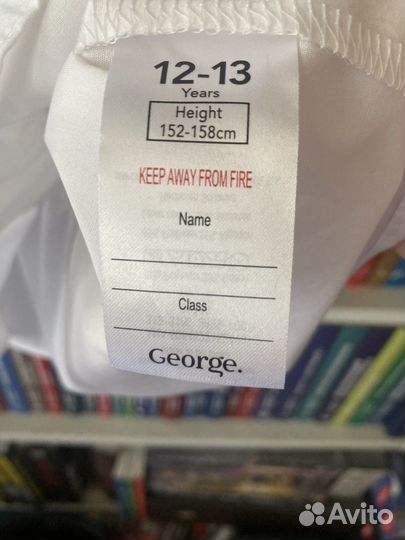 12-13
Years
Height
152-158cm
KEEP AWAY FROM FIRE
Name
Class
George.
Avito